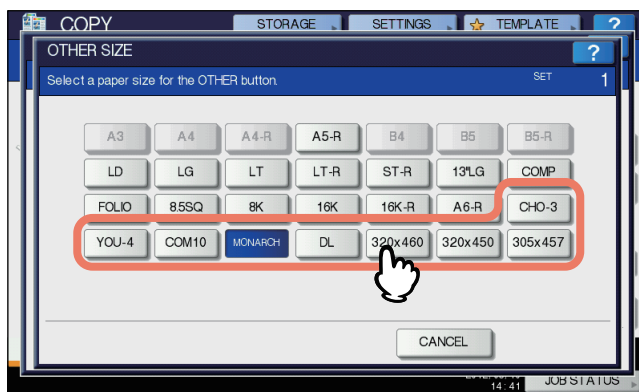 COPY STORAGE SETTINGS TEMPLATE ?
OTHER SIZE ?
Select a paper size for the OTHER button. SET 1
A3 A4 A4-R A5-R B4 B5 B5-R
LD LG LT LT-R ST-R 13"LG COMP
FOLIO 8.5SQ 8K 16K 16K-R A6-R CHO-3
YOU-4 COM10 MONARCH DL 320x460 320x450 305x457
CANCEL
14:41 JOB STATUS